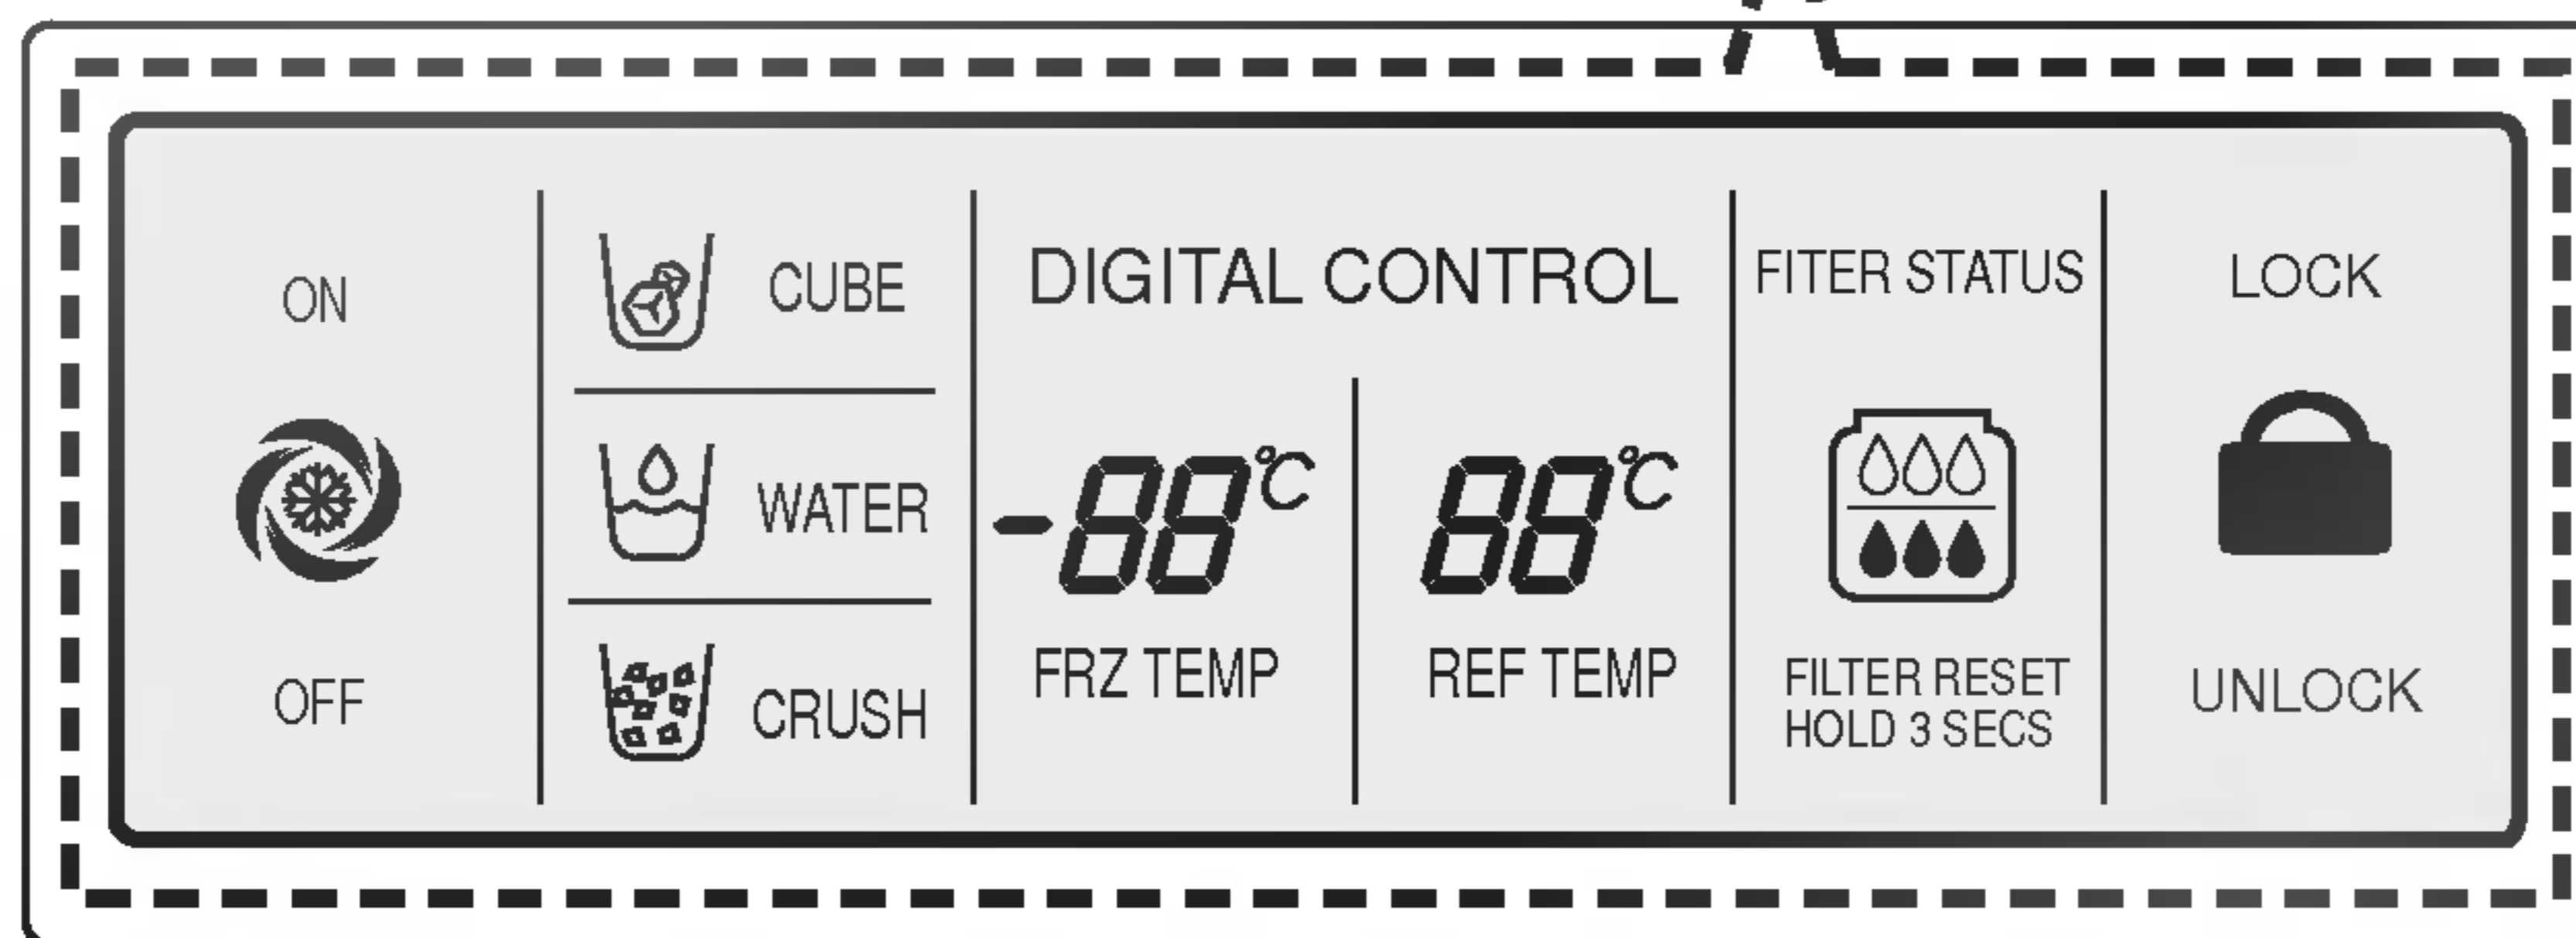 ON
OFF
CUBE
WATER
CRUSH
DIGITAL CONTROL
-88°C
FRZ TEMP
88°C
REF TEMP
FITER STATUS
FILTER RESET
HOLD 3 SECS
LOCK
UNLOCK